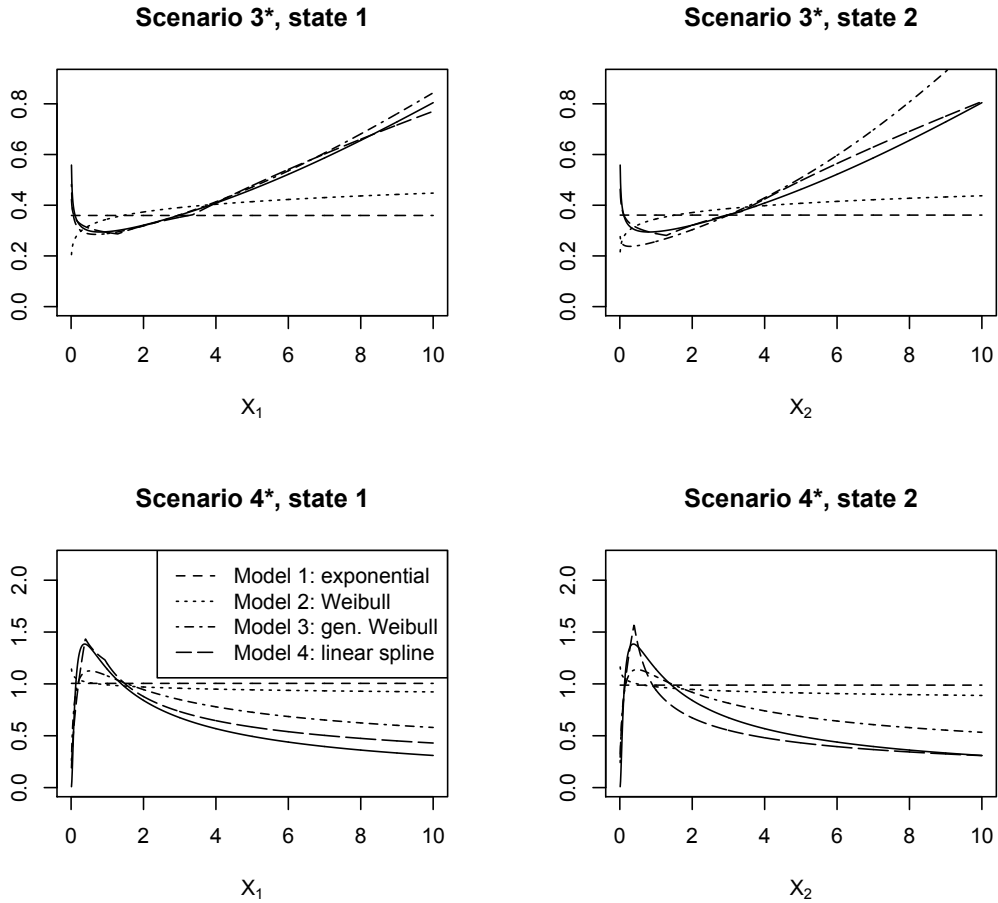 Scenario 3*, state 1
0.0 0.2 0.4 0.6 0.8
0 2 4 6 8 10
X₁
Scenario 3*, state 2
0.0 0.2 0.4 0.6 0.8
0 2 4 6 8 10
X₂
Scenario 4*, state 1
0.0 0.5 1.0 1.5 2.0
Model 1: exponential
Model 2: Weibull
Model 3: gen. Weibull
Model 4: linear spline
0 2 4 6 8 10
X₁
Scenario 4*, state 2
0.0 0.5 1.0 1.5 2.0
0 2 4 6 8 10
X₂